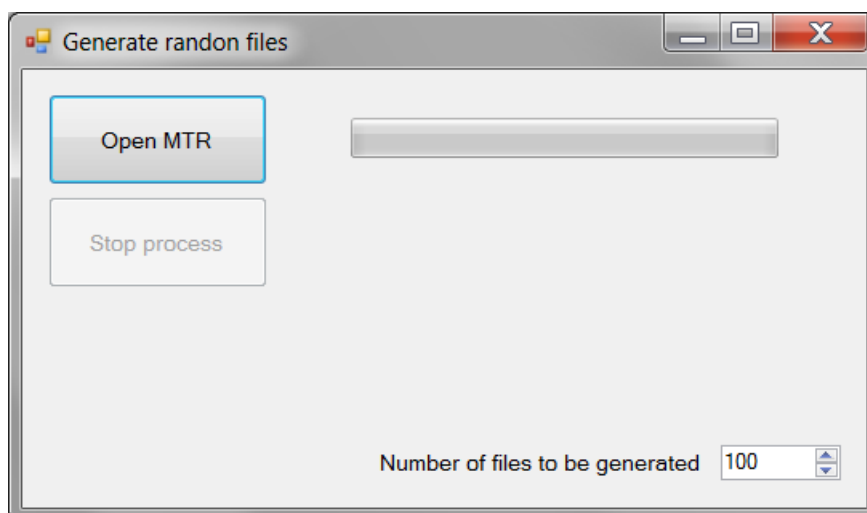 Generate randon files
Open MTR
Stop process
Number of files to be generated 100